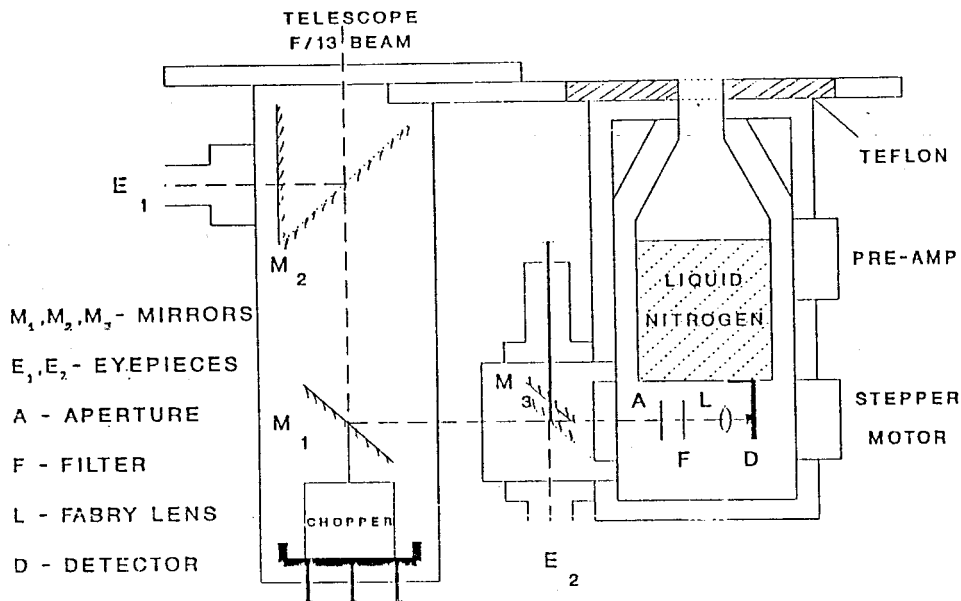 TELESCOPE
F/13 BEAM
E1
M2
TEFLON
PRE-AMP
LIQUID
NITROGEN
M1,M2,M3- MIRRORS
E1,E2- EYEPIECES
A - APERTURE
F - FILTER
L - FABRY LENS
D - DETECTOR
M1
M3
A
L
F
D
STEPPER
MOTOR
CHOPPER
E2